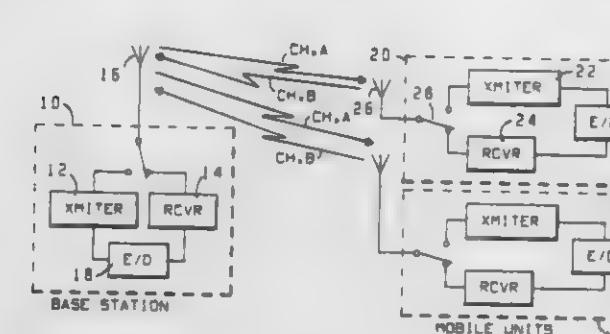 CH.A
20
22
16
XMITER
CH.B
26
26
10
CH.A
24
E/D
RCVR
CH.B
12
14
XMITER
RCVR
XMITER
E/D
18
E/D
RCVR
BASE STATION
MOBILE UNITS